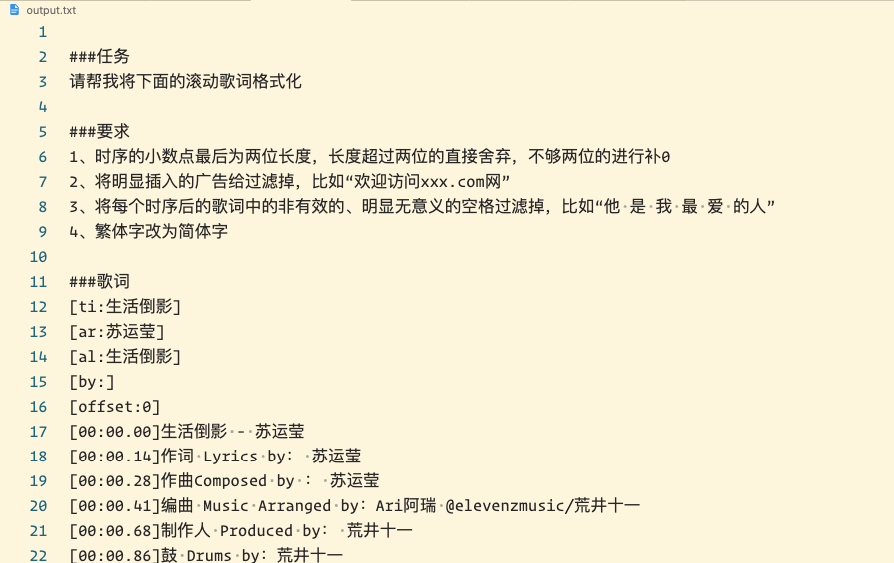 output.txt
1
2 ###任务
3 请帮我将下面的滚动歌词格式化
4
5 ###要求
6 1、时序的小数点最后为两位长度，长度超过两位的直接舍弃，不够两位的进行补0
7 2、将明显插入的广告给过滤掉，比如“欢迎访问xxx.com网”
8 3、将每个时序后的歌词中的非有效的、明显无意义的空格过滤掉，比如“他·是·我·最·爱·的人”
9 4、繁体字改为简体字
10
11 ###歌词
12 [ti:生活倒影]
13 [ar:苏运莹]
14 [al:生活倒影]
15 [by:]
16 [offset:0]
17 [00:00.00]生活倒影·-·苏运莹
18 [00:00.14]作词·Lyrics·by：·苏运莹
19 [00:00.28]作曲Composed·by·：·苏运莹
20 [00:00.41]编曲·Music·Arranged·by：Ari阿瑞·@elevenzmusic/荒井十一
21 [00:00.68]制作人·Produced·by：·荒井十一
22 [00:00.86]鼓·Drums·by：荒井十一